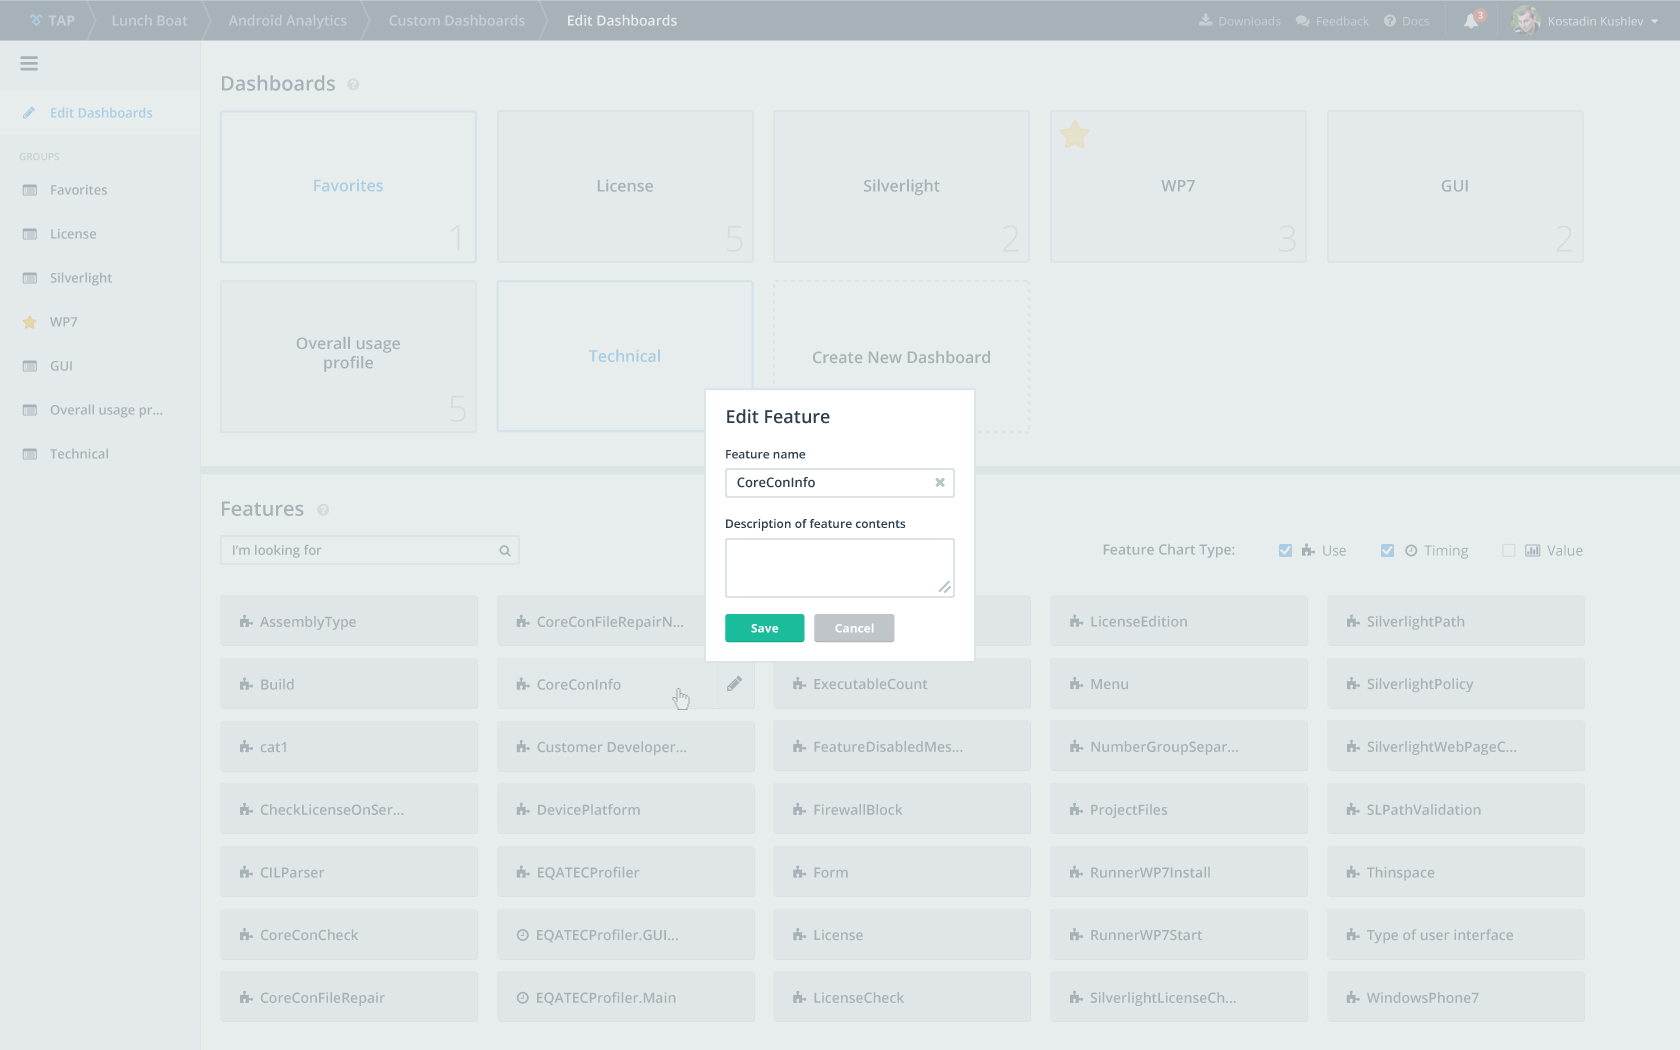 TAP
Lunch Boat
Android Analytics
Custom Dashboards
Edit Dashboards
Downloads
Feedback
Docs
3
Kostadin Kushlev
Edit Dashboards
GROUPS
Favorites
License
Silverlight
WP7
GUI
Overall usage pr...
Technical
Dashboards
Favorites
1
License
5
Silverlight
2
WP7
3
GUI
2
Overall usage
profile
5
Technical
Create New Dashboard
Edit Feature
Feature name
CoreConInfo
Description of feature contents
Save
Cancel
Features
I'm looking for
Feature Chart Type:
Use
Timing
Value
AssemblyType
CoreConFileRepairN...
LicenseEdition
SilverlightPath
Build
CoreConInfo
ExecutableCount
Menu
SilverlightPolicy
cat1
Customer Developer...
FeatureDisabledMes...
NumberGroupSepar...
SilverlightWebPageC...
CheckLicenseOnSer...
DevicePlatform
FirewallBlock
ProjectFiles
SLPathValidation
CILParser
EQATECProfiler
Form
RunnerWP7Install
Thinspace
CoreConCheck
EQATECProfiler.GUI...
License
RunnerWP7Start
Type of user interface
CoreConFileRepair
EQATECProfiler.Main
LicenseCheck
SilverlightLicenseCh...
WindowsPhone7